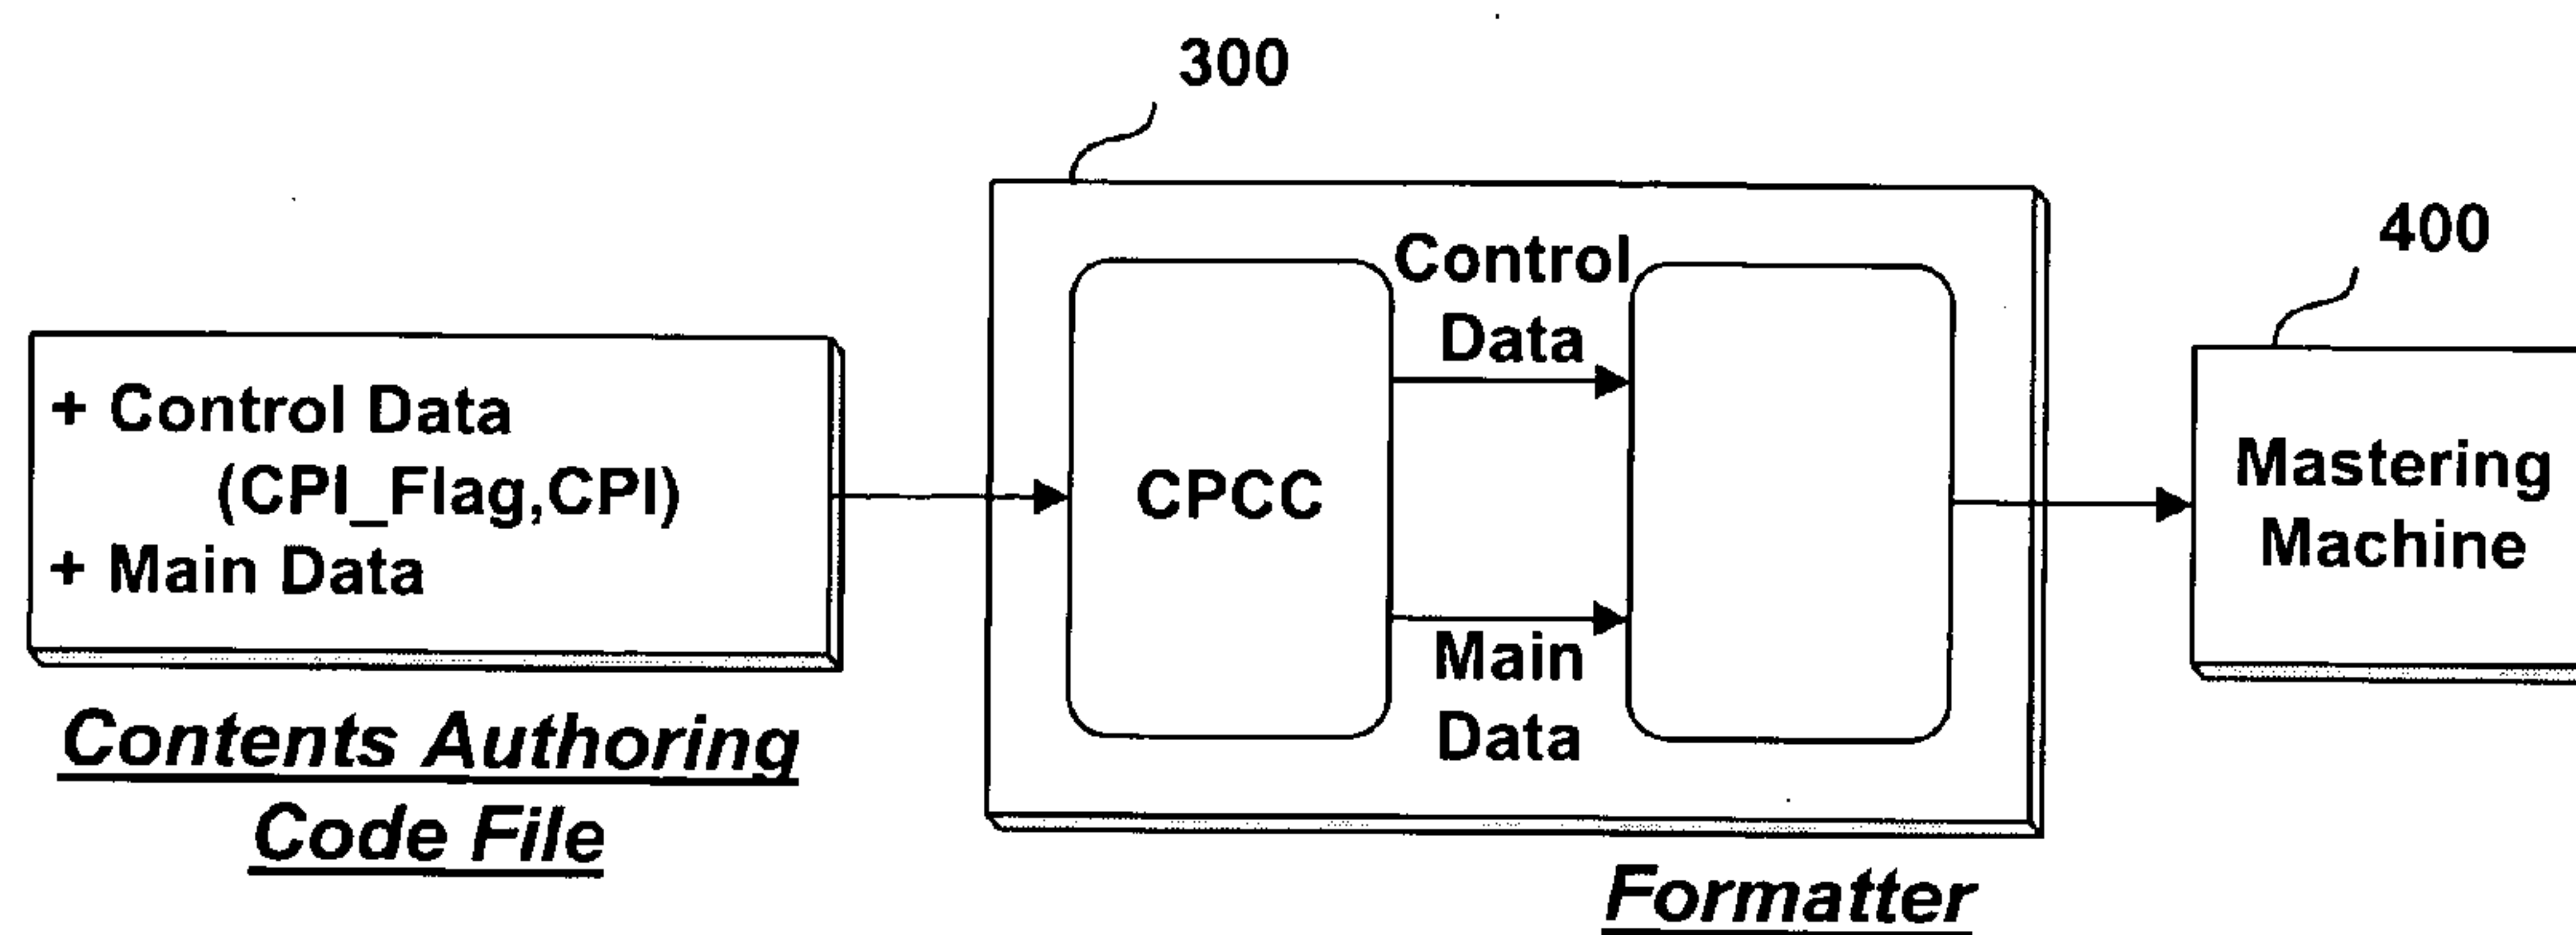 300
400
+ Control Data
(CPI_Flag,CPI)
+ Main Data
Contents Authoring
Code File
CPCC
Control
Data
Main
Data
Formatter
Mastering
Machine